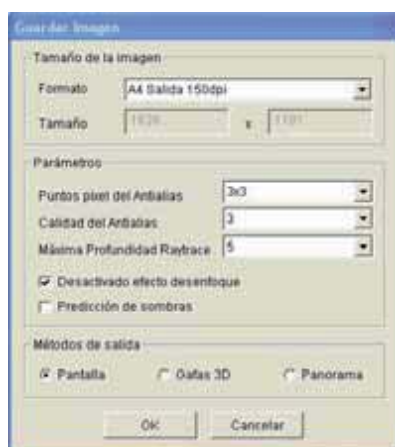 Guardar Imagen
Tamaño de la Imagen
Formato A4 Salida 150dpi
Tamaño x
Parámetros
Puntos pixel del Antialias 3x3
Calidad del Antialias 3
Máxima Profundidad Raytrace
Desactivado efecto desenfoque
Predicción de sombras
Métodos de salida
Pantalla Gafas 3D Panorama
OK Cancelar